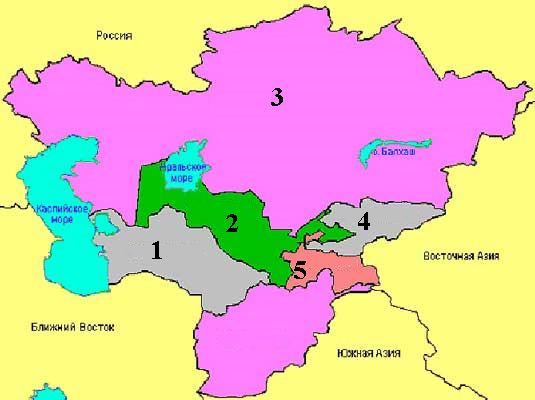 Россия
3
Аральское
море
о. Балхаш
Каспийское
море
2
4
1
5
Восточная Азия
Ближний Восток
Южная Азия